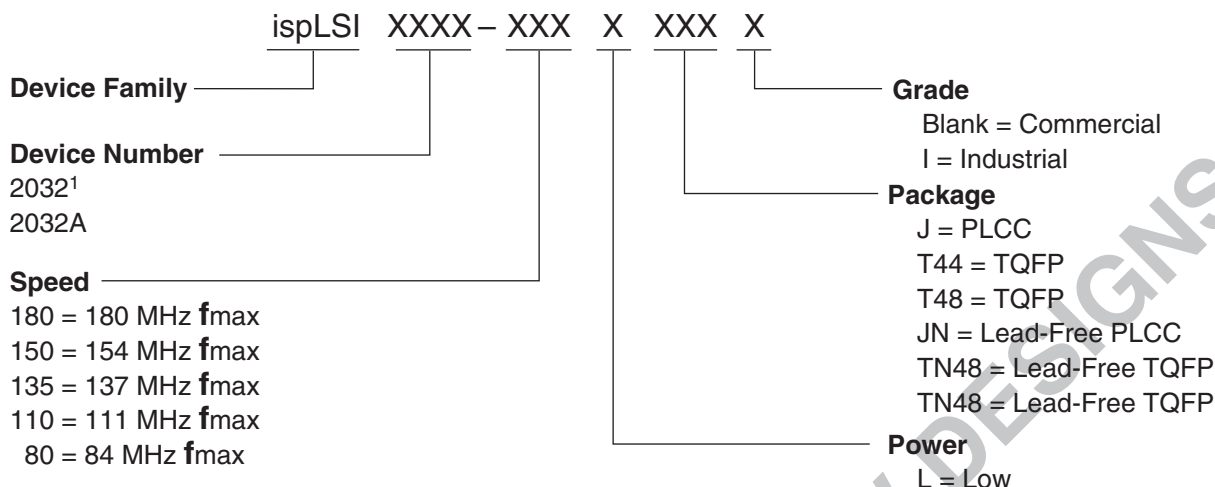 ispLSI XXXX – XXX X XXX X
Device Family
Device Number
2032¹
2032A
Speed
180 = 180 MHz fmax
150 = 154 MHz fmax
135 = 137 MHz fmax
110 = 111 MHz fmax
80 = 84 MHz fmax
Grade
Blank = Commercial
I = Industrial
Package
J = PLCC
T44 = TQFP
T48 = TQFP
JN = Lead-Free PLCC
TN48 = Lead-Free TQFP
TN48 = Lead-Free TQFP
Power
L = Low
DESIGNS